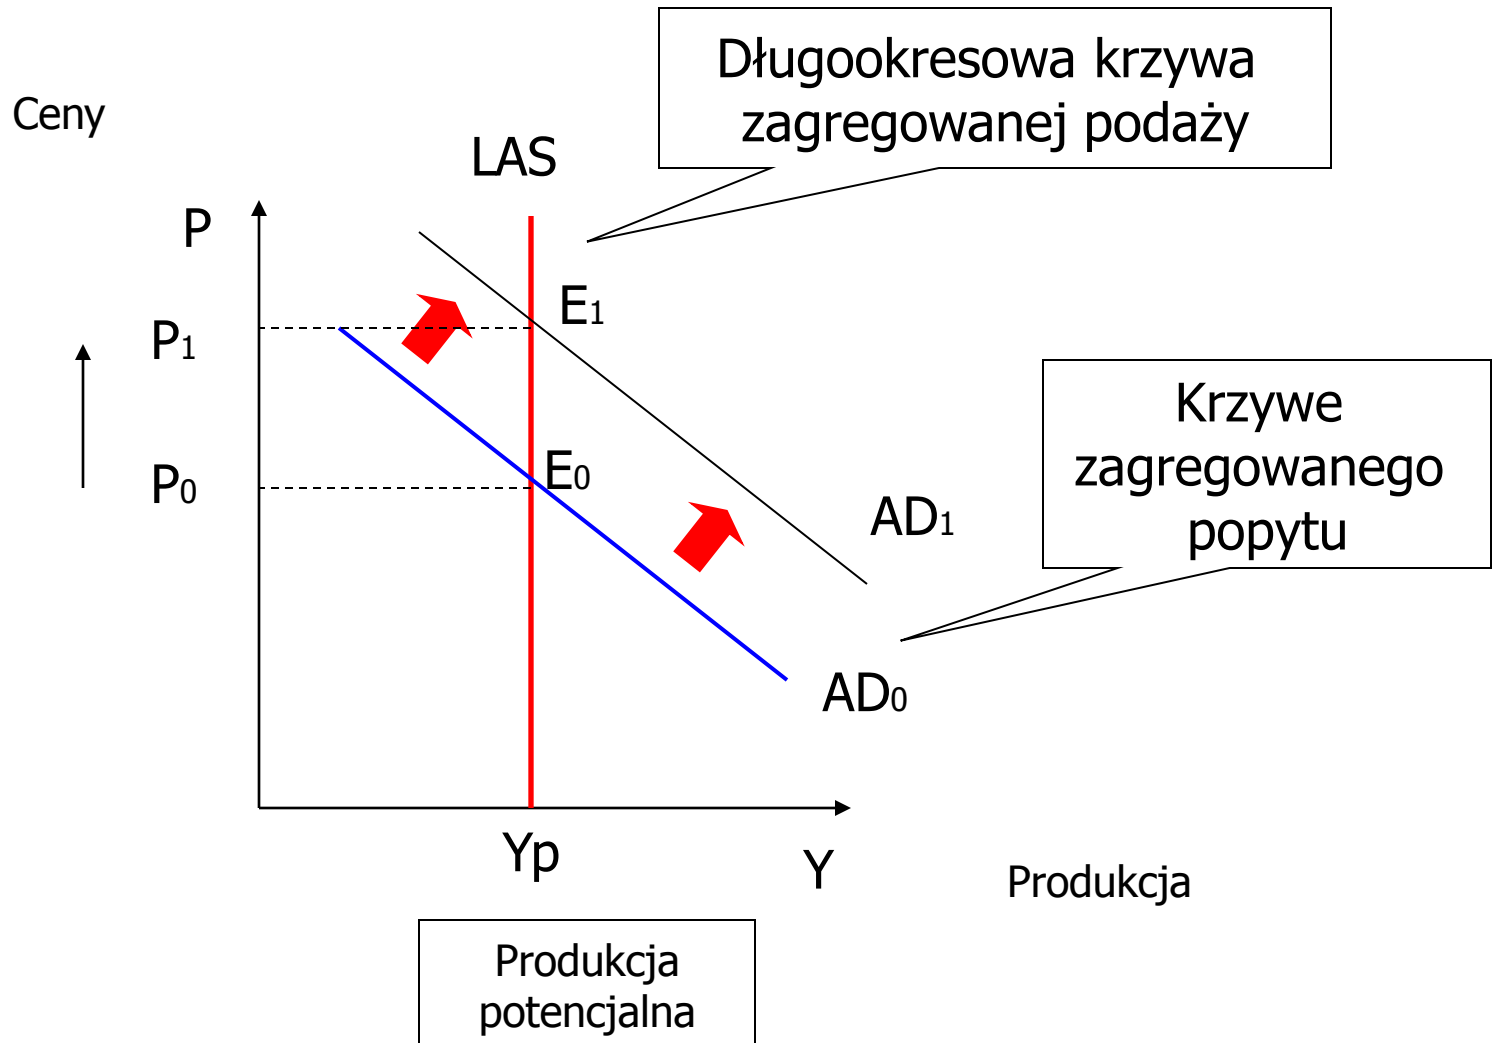 Długookresowa krzywa
zagregowanej podaży
Ceny
LAS
P
E1
P1
Krzywe
zagregowanego
popytu
E0
P0
AD1
AD0
Yp
Y
Produkcja
Produkcja
potencjalna